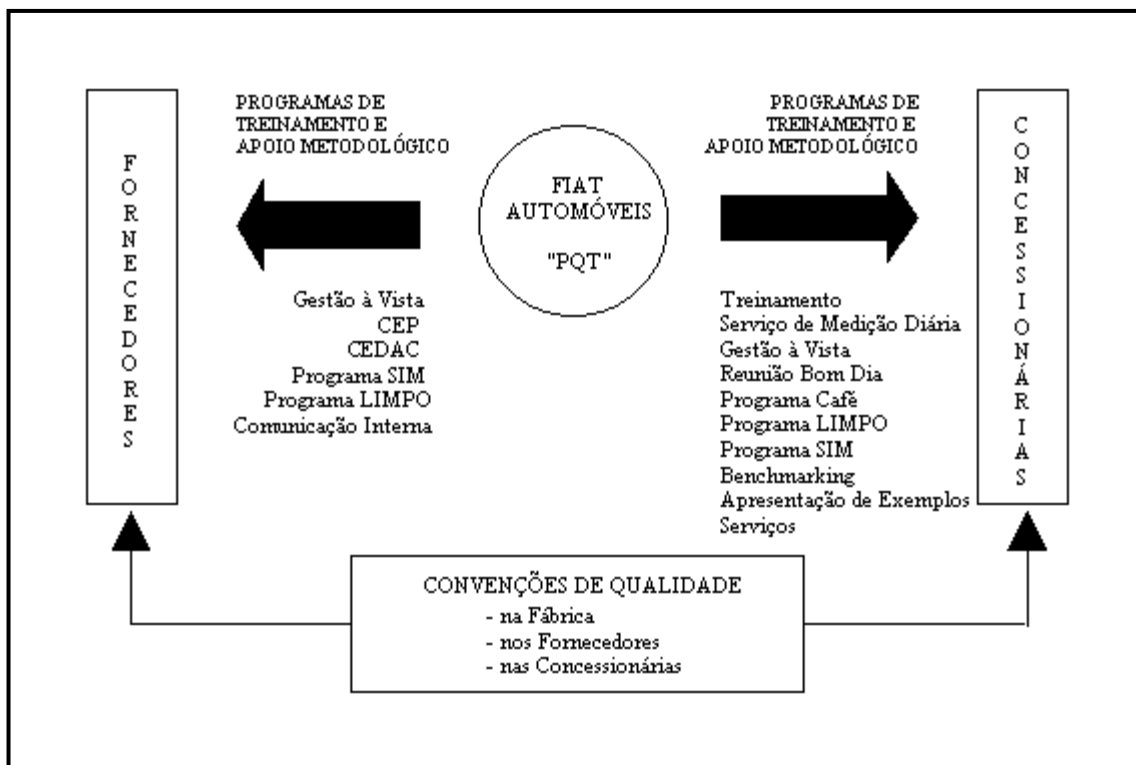 FORNECEDORES
PROGRAMAS DE
TREINAMENTO E
APOIO METODOLÓGICO
Gestão à Vista
CEP
CEDAC
Programa SIM
Programa LIMPO
Comunicação Interna
FIAT
AUTOMÓVEIS
"PQT"
PROGRAMAS DE
TREINAMENTO E
APOIO METODOLÓGICO
Treinamento
Serviço de Medição Diária
Gestão à Vista
Reunião Bom Dia
Programa Café
Programa LIMPO
Programa SIM
Benchmarking
Apresentação de Exemplos
Serviços
CONCESSIONÁRIAS
CONVENÇÕES DE QUALIDADE
- na Fábrica
- nos Fornecedores
- nas Concessionárias